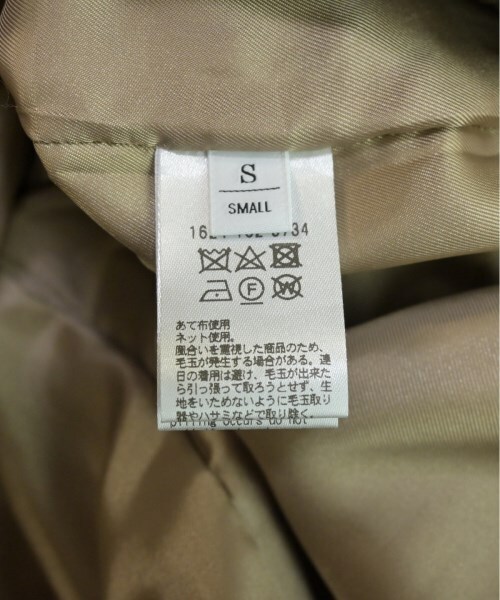 S
SMALL
F
W
あて布使用
ネット使用。
風合いを重視した商品のため、
毛玉が発生する場合がある。連
日の着用は避け、毛玉が出来た
ら引っ張って取ろうとせず、生
地をいためないように毛玉取り
器やハサミなどで取り除く。
pilling occurs do not